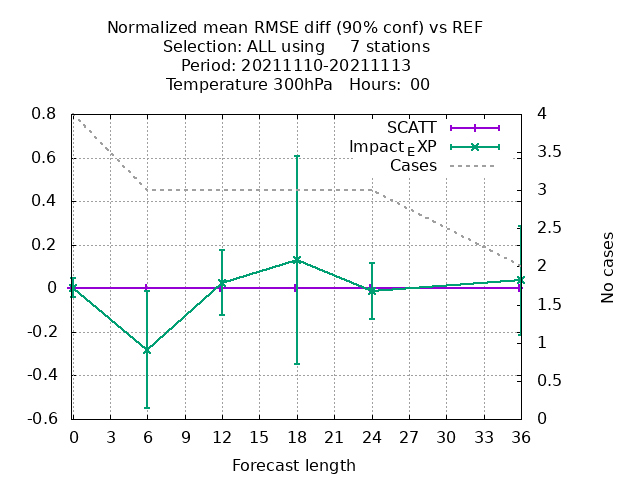 Normalized mean RMSE diff (90% conf) vs REF
Selection: ALL using 7 stations
Period: 20211110-20211113
Temperature 300hPa Hours: 00
SCATT
Impact_EXP
Cases
0.8
0.6
0.4
0.2
0
-0.2
-0.4
-0.6
4
3.5
3
2.5
2
1.5
1
0.5
0
No cases
0 3 6 9 12 15 18 21 24 27 30 33 36
Forecast length